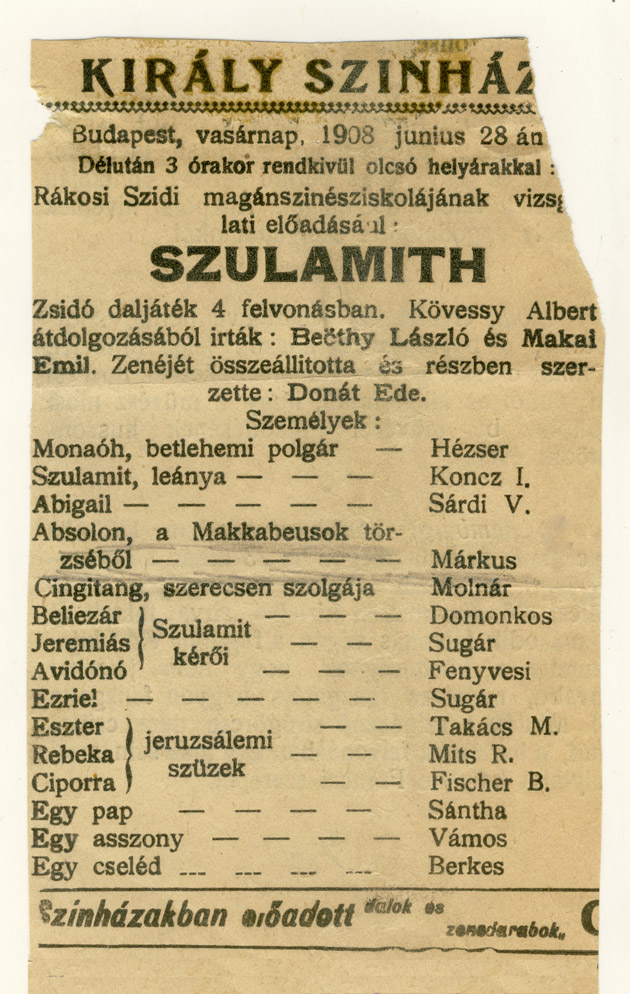 KIRÁLY SZINHÁZ
Budapest, vasárnap, 1908 junius 28 án
Délután 3 órakor rendkivül olcsó helyárakkal :
Rákosi Szidi magánszinésziskolájának vizsg
lati előadásául :
SZULAMITH
Zsidó daljáték 4 felvonásban. Kövessy Albert
átdolgozásából irták : Beöthy László és Makai
Emil. Zenéjét összeállitotta és részben szer-
zette : Donát Ede.
Személyek :
Monaóh, betlehemi polgár — Hézser
Szulamit, leánya — — — Koncz I.
Abigail — — — — — Sárdi V.
Absolon, a Makkabeusok tör-
zséből — — — — — Márkus
Cingitang, szerecsen szolgája Molnár
Beliezár — — — Domonkos
Jeremiás } Szulamit kérői — — — Sugár
Avidónó — — — Fenyvesi
Ezriel — — — — — Sugár
Eszter — — Takács M.
Rebeka } jeruzsálemi szüzek — — Mits R.
Ciporra — — Fischer B.
Egy pap — — — — Sántha
Egy asszony — — — — Vámos
Egy cseléd — — — — Berkes
Színházakban előadott dalok és zenedarabok„